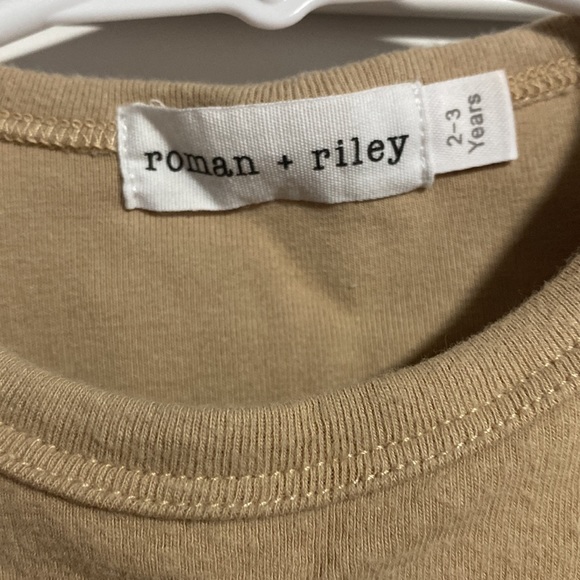 roman + riley
2-3
Years